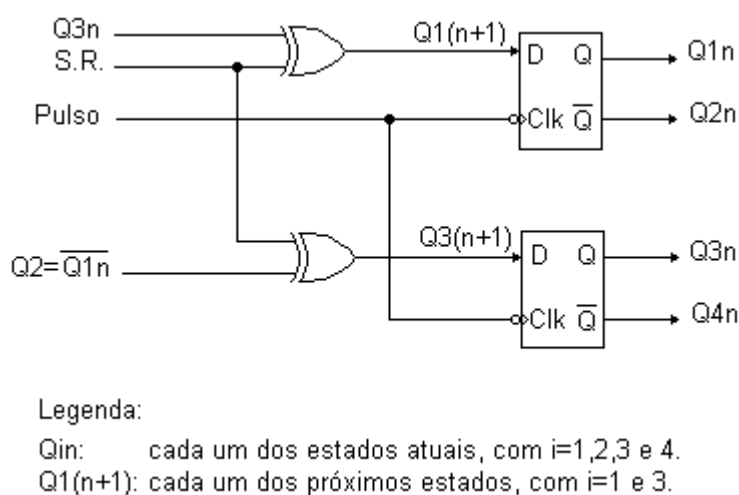 Q3n
S.R.
Pulso
Q1(n+1)
D Q
Clk Q̅
Q1n
Q2n
Q2=Q̅1̅n̅
Q3(n+1)
D Q
Clk Q̅
Q3n
Q4n
Legenda:
Qin: cada um dos estados atuais, com i=1,2,3 e 4.
Q1(n+1): cada um dos próximos estados, com i=1 e 3.